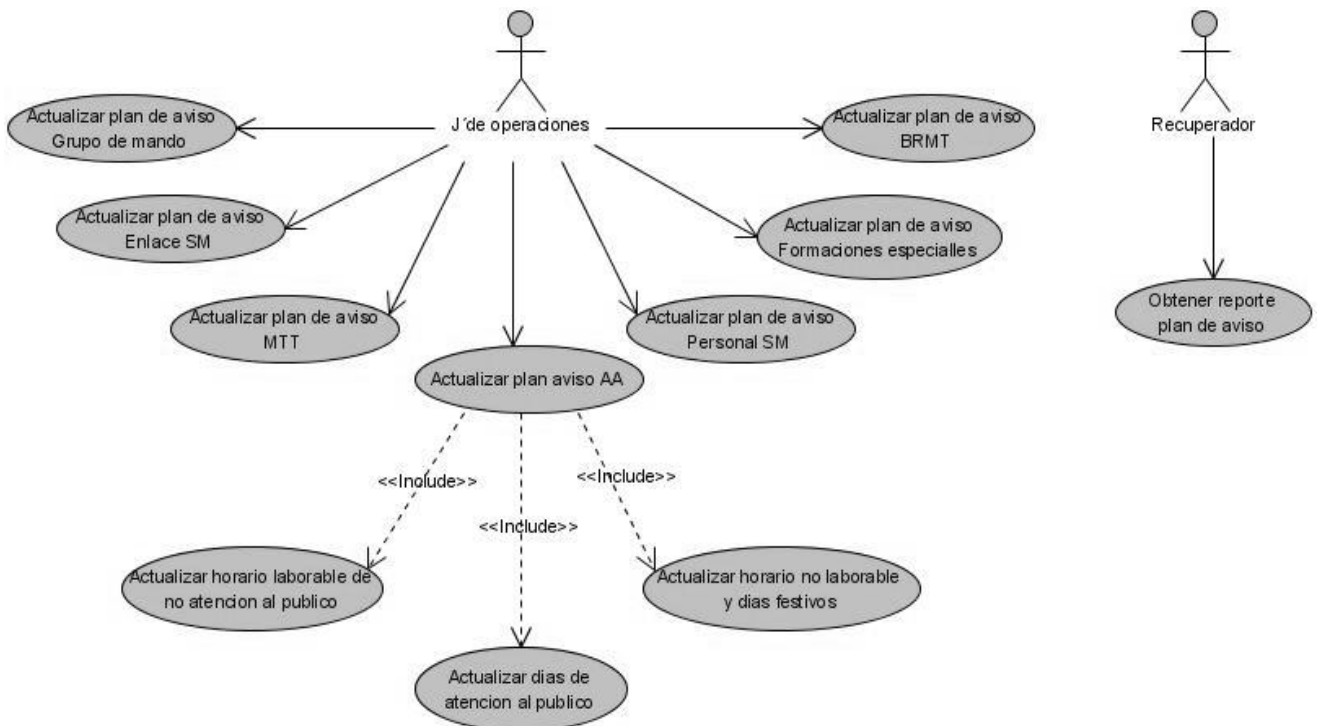 Actualizar plan de aviso
Grupo de mando
J´de operaciones
Actualizar plan de aviso
BRMT
Recuperador
Actualizar plan de aviso
Enlace SM
Actualizar plan de aviso
Formaciones especialles
Actualizar plan de aviso
MTT
Actualizar plan de aviso
Personal SM
Obtener reporte
plan de aviso
Actualizar plan aviso AA
<<Include>>
<<Include>>
<<Include>>
Actualizar horario laborable de
no atencion al publico
Actualizar horario no laborable
y dias festivos
Actualizar dias de
atencion al publico